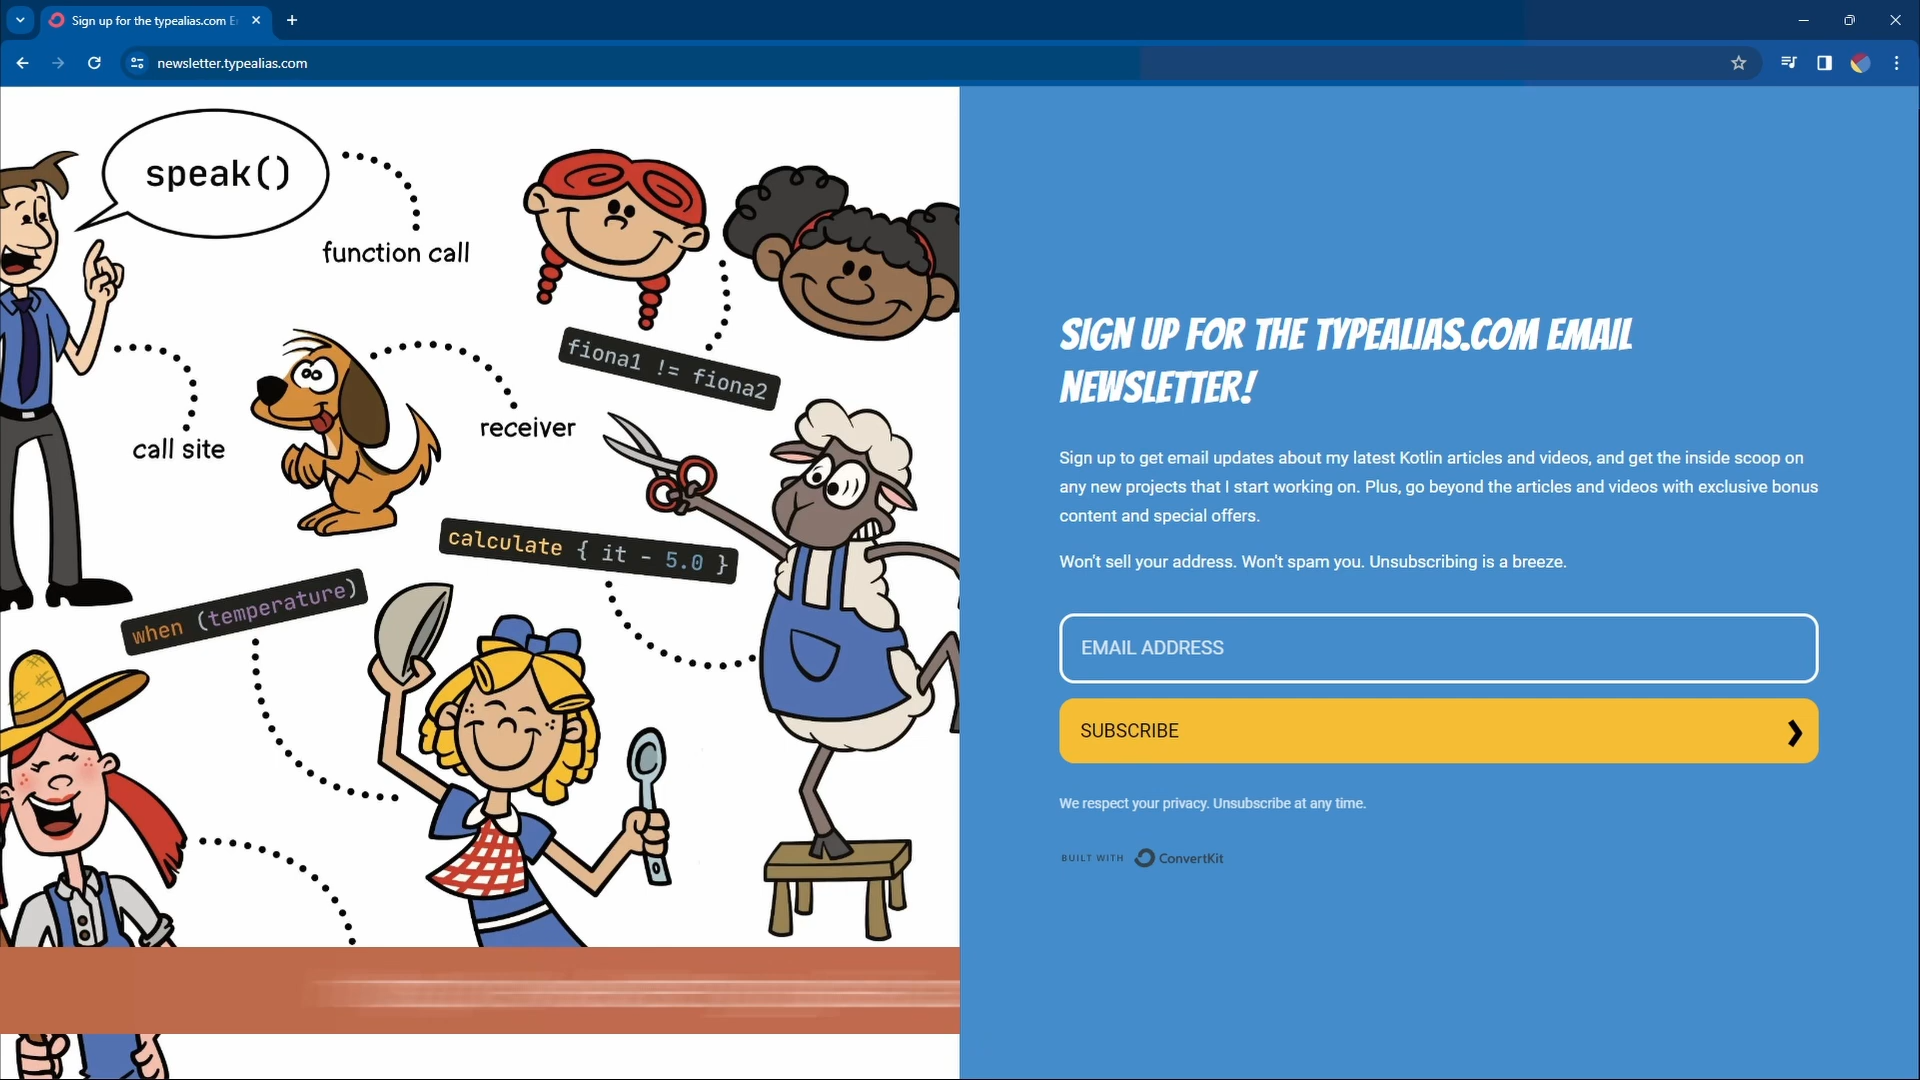 Sign up for the typealias.com E
newsletter.typealias.com
speak()
function call
fiona1 != fiona2
call site
receiver
calculate { it - 5.0 }
when (temperature)
SIGN UP FOR THE TYPEALIAS.COM EMAIL
NEWSLETTER!
Sign up to get email updates about my latest Kotlin articles and videos, and get the inside scoop on
any new projects that I start working on. Plus, go beyond the articles and videos with exclusive bonus
content and special offers.
Won't sell your address. Won't spam you. Unsubscribing is a breeze.
EMAIL ADDRESS
SUBSCRIBE
We respect your privacy. Unsubscribe at any time.
BUILT WITH ConvertKit